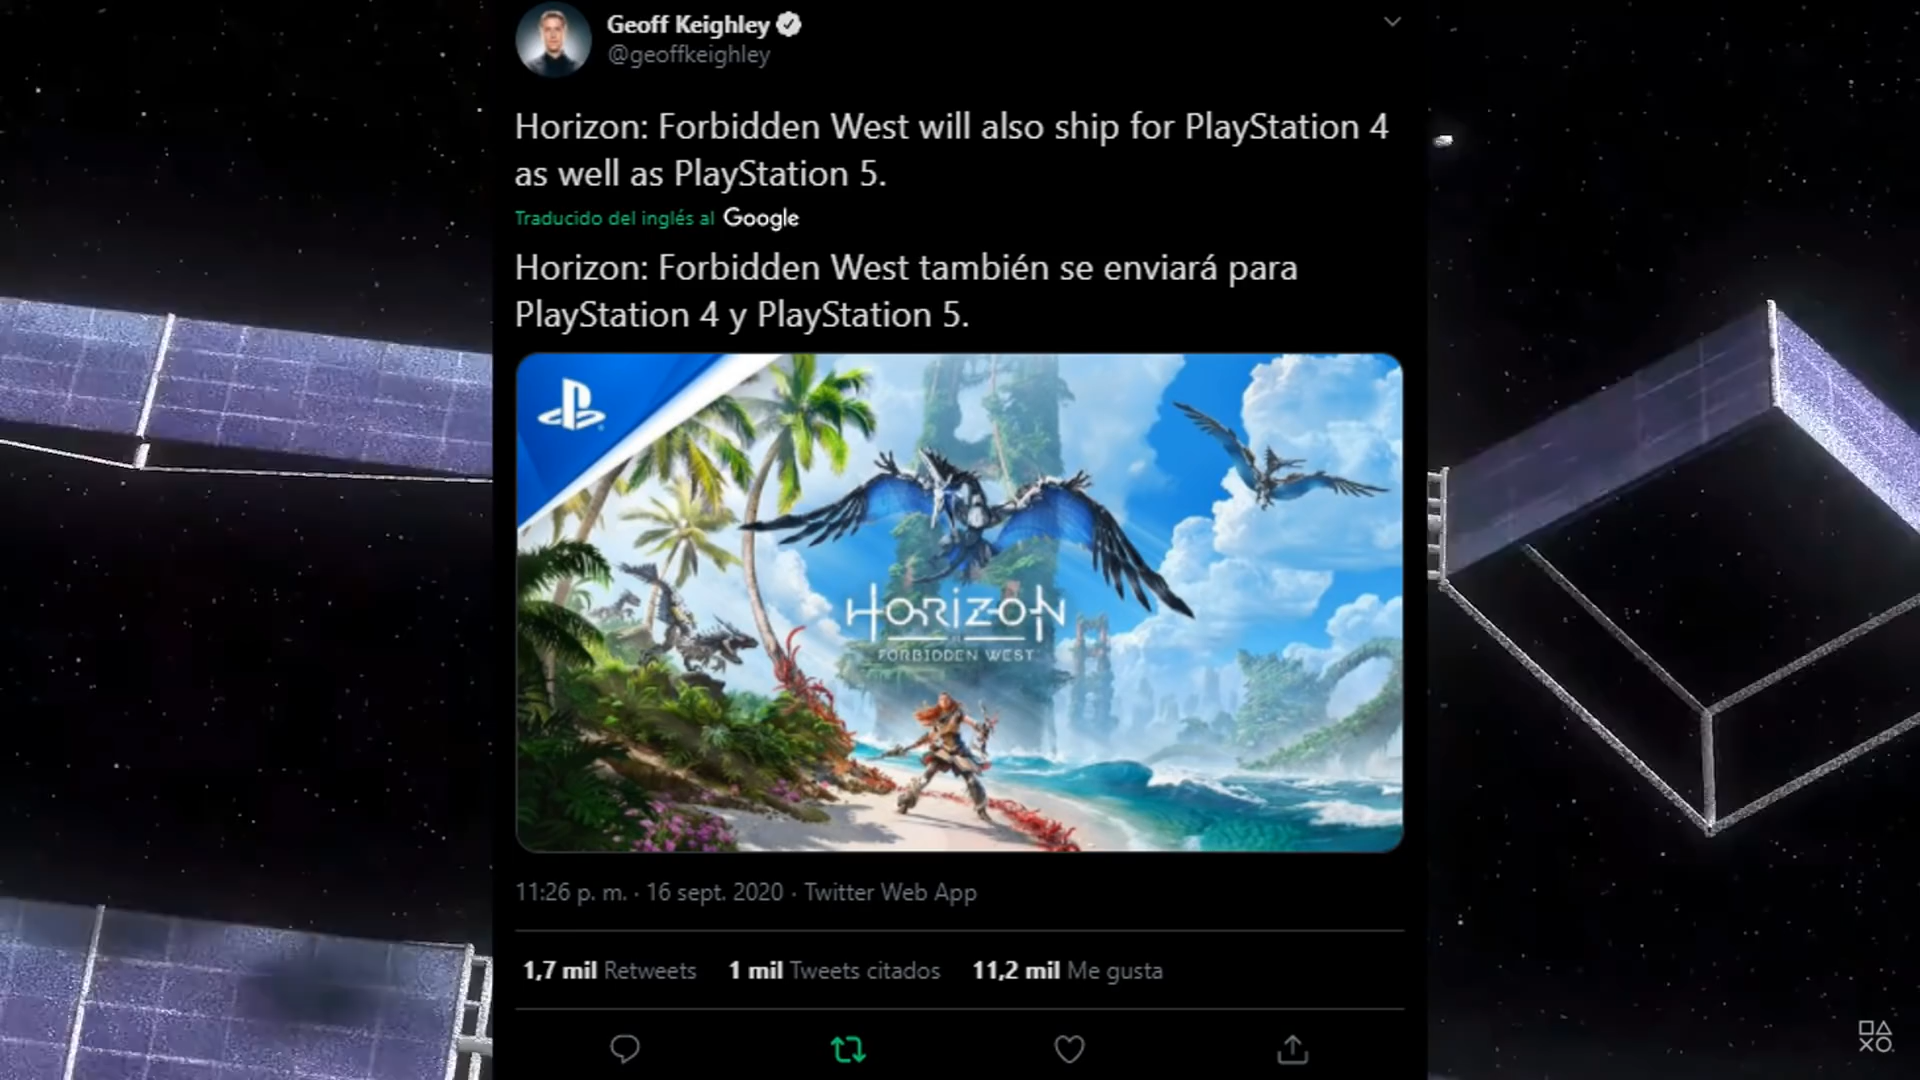 Geoff Keighley
@geoffkeighley
Horizon: Forbidden West will also ship for PlayStation 4
as well as PlayStation 5.
Traducido del inglés al Google
Horizon: Forbidden West también se enviará para
PlayStation 4 y PlayStation 5.
HORIZON
FORBIDDEN WEST
11:26 p. m. · 16 sept. 2020 · Twitter Web App
1,7 mil Retweets 1 mil Tweets citados 11,2 mil Me gusta